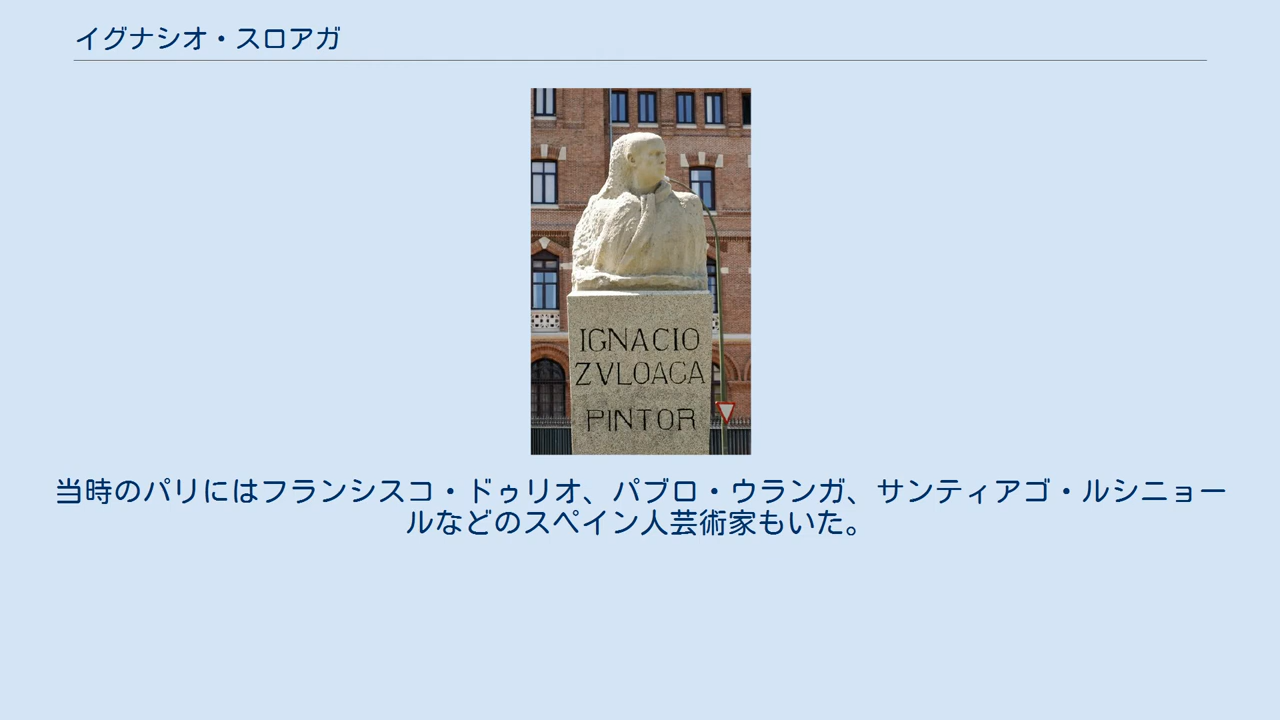 イグナシオ・スロアガ
IGNACIO
ZVLOAGA
PINTOR
当時のパリにはフランシスコ・ドゥリオ、パブロ・ウランガ、サンティアゴ・ルシニョー
ルなどのスペイン人芸術家もいた。